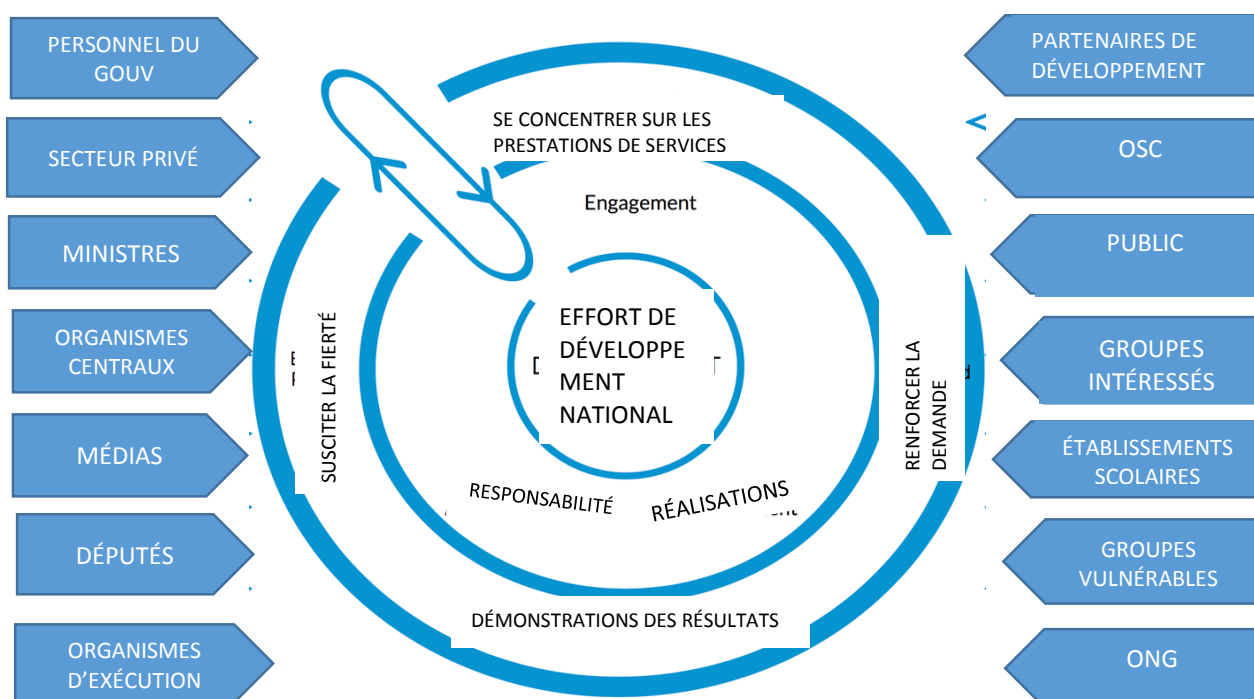 PERSONNEL DU
GOUV
SECTEUR PRIVÉ
MINISTRES
ORGANISMES
CENTRAUX
MÉDIAS
DÉPUTÉS
ORGANISMES
D’EXÉCUTION
SE CONCENTRER SUR LES
PRESTATIONS DE SERVICES
Engagement
SUSCITER LA FIERTÉ
EFFORT DE
DÉVELOPPE
MENT
NATIONAL
RENFORCER LA
DEMANDE
RESPONSABILITÉ
RÉALISATIONS
DÉMONSTRATIONS DES RÉSULTATS
PARTENAIRES DE
DÉVELOPPEMENT
OSC
PUBLIC
GROUPES
INTÉRESSÉS
ÉTABLISSEMENTS
SCOLAIRES
GROUPES
VULNÉRABLES
ONG